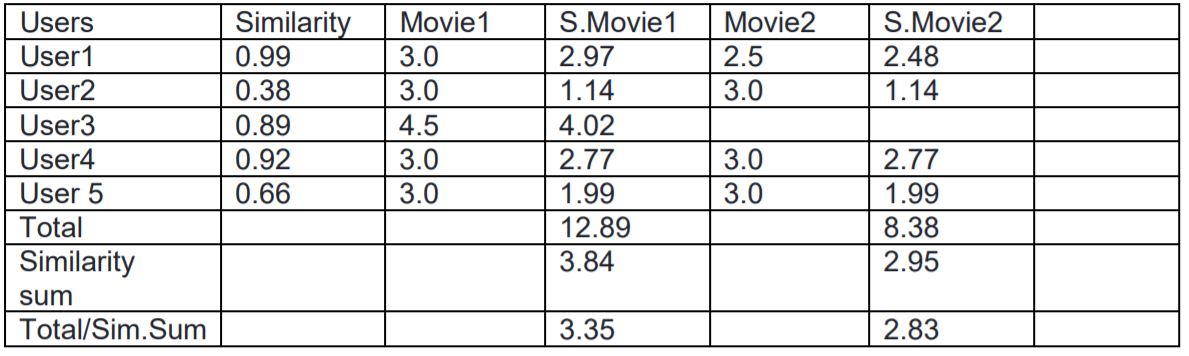 Users Similarity Movie1 S.Movie1 Movie2 S.Movie2
User1 0.99 3.0 2.97 2.5 2.48
User2 0.38 3.0 1.14 3.0 1.14
User3 0.89 4.5 4.02
User4 0.92 3.0 2.77 3.0 2.77
User 5 0.66 3.0 1.99 3.0 1.99
Total 12.89 8.38
Similarity 3.84 2.95
sum
Total/Sim.Sum 3.35 2.83